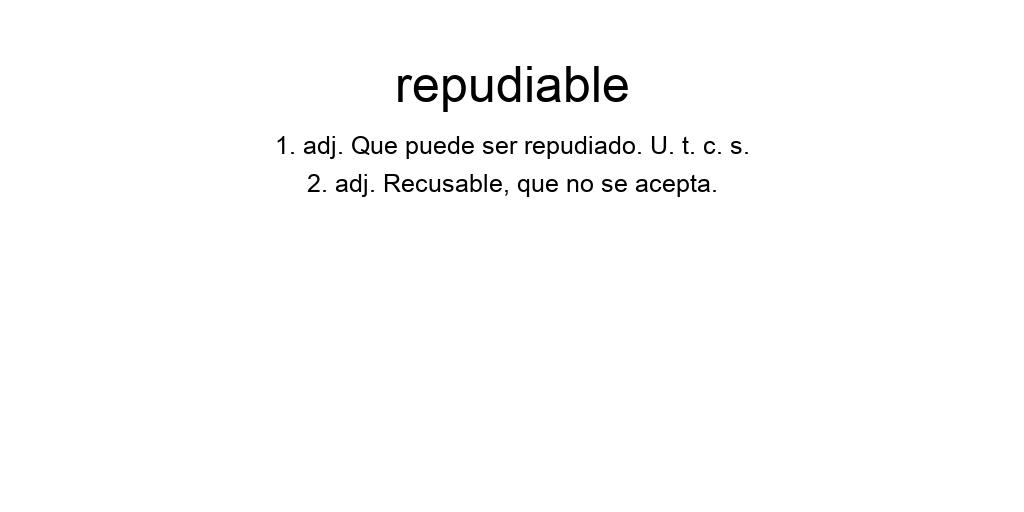 repudiable
1. adj. Que puede ser repudiado. U. t. c. s.
2. adj. Recusable, que no se acepta.